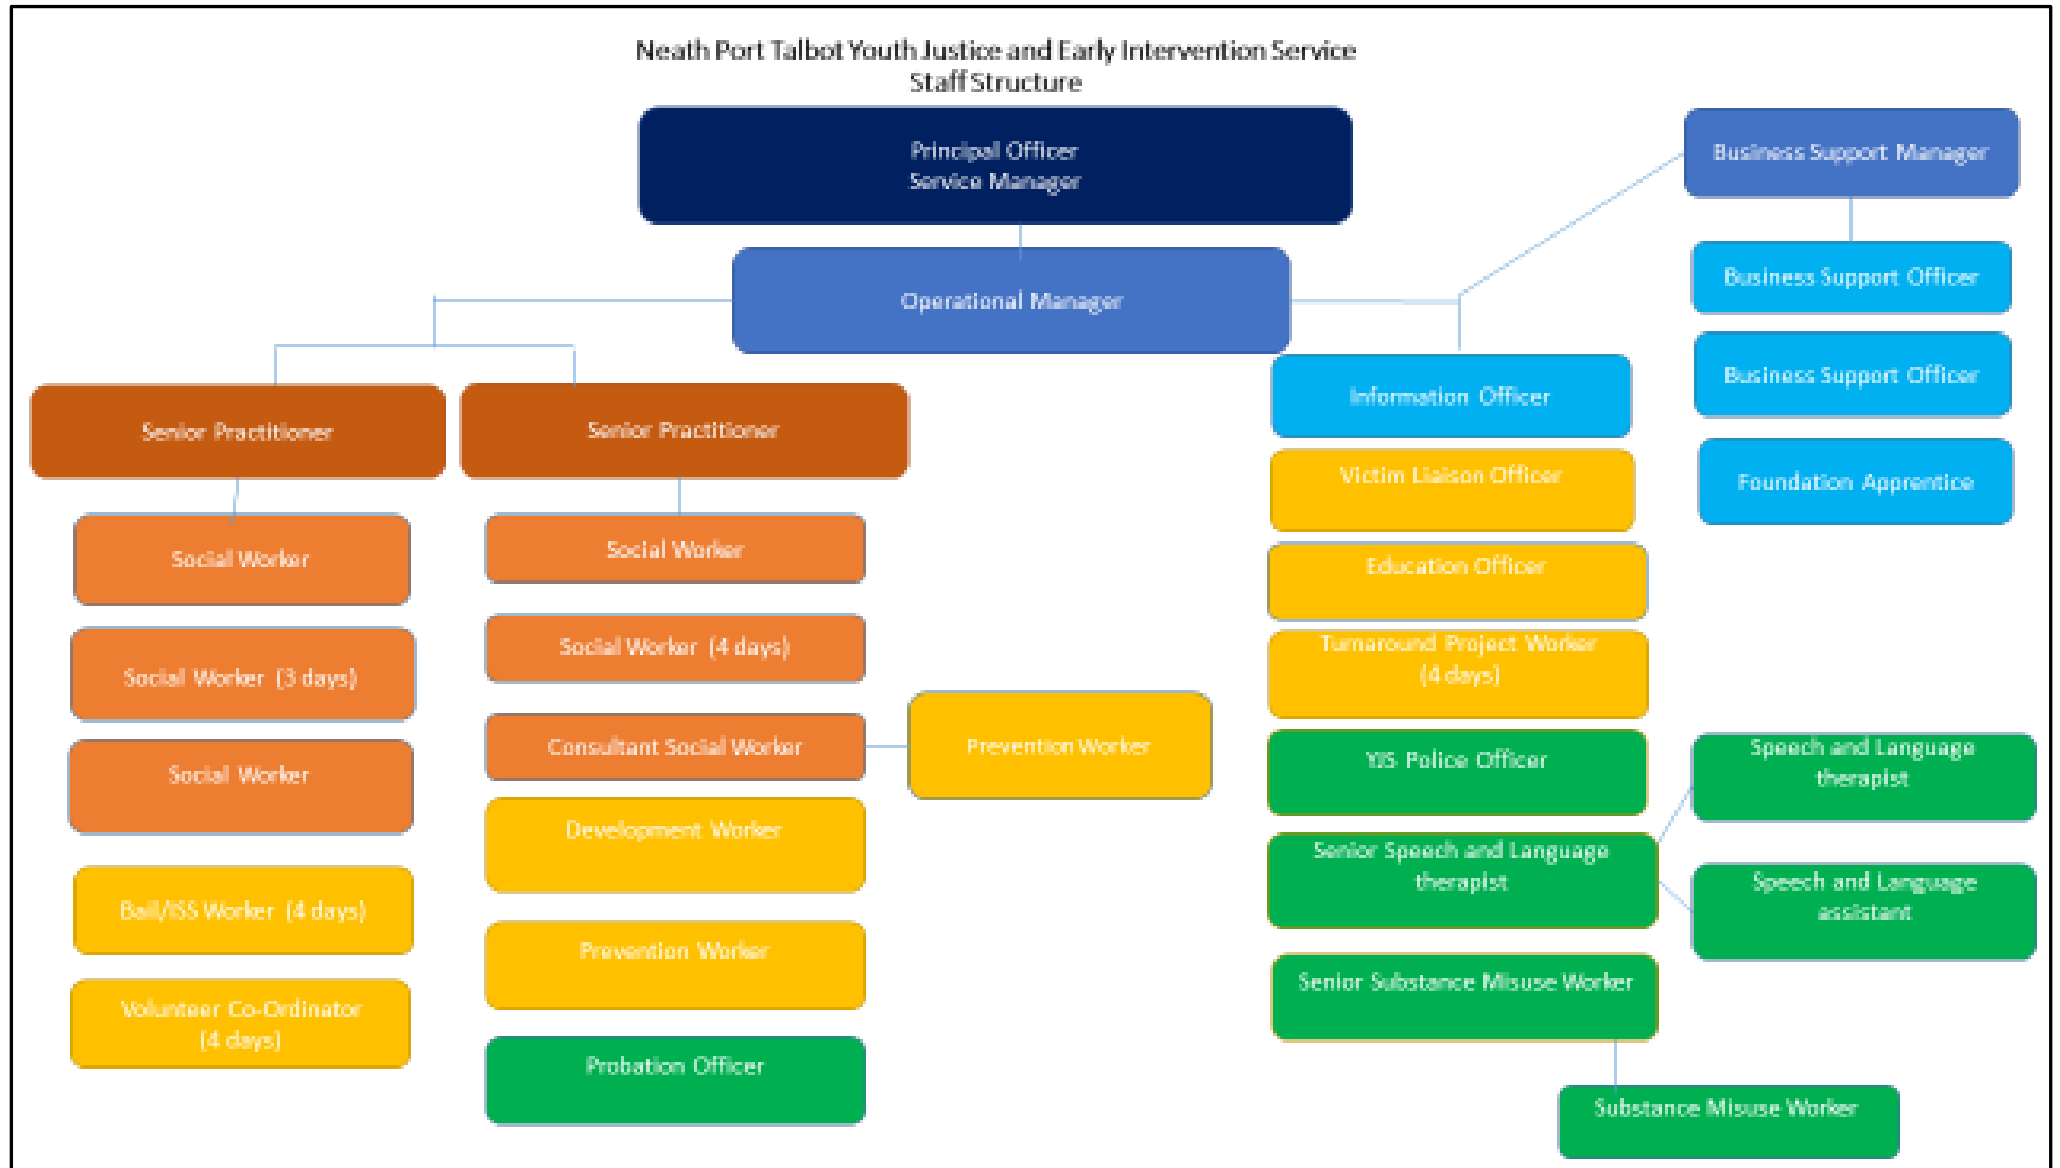 Neath Port Talbot Youth Justice and Early Intervention Service
Staff Structure
Principal Officer
Service Manager
Business Support Manager
Operational Manager
Business Support Officer
Business Support Officer
Foundation Apprentice
Senior Practitioner
Social Worker
Social Worker (3 days)
Social Worker
Bail/ISS Worker (4 days)
Volunteer Co-Ordinator
(4 days)
Senior Practitioner
Social Worker
Social Worker (4 days)
Consultant Social Worker
Prevention Worker
Development Worker
Prevention Worker
Probation Officer
Information Officer
Victim Liaison Officer
Education Officer
Turnaround Project Worker
(4 days)
YJS Police Officer
Senior Speech and Language
therapist
Speech and Language
therapist
Speech and Language
assistant
Senior Substance Misuse Worker
Substance Misuse Worker